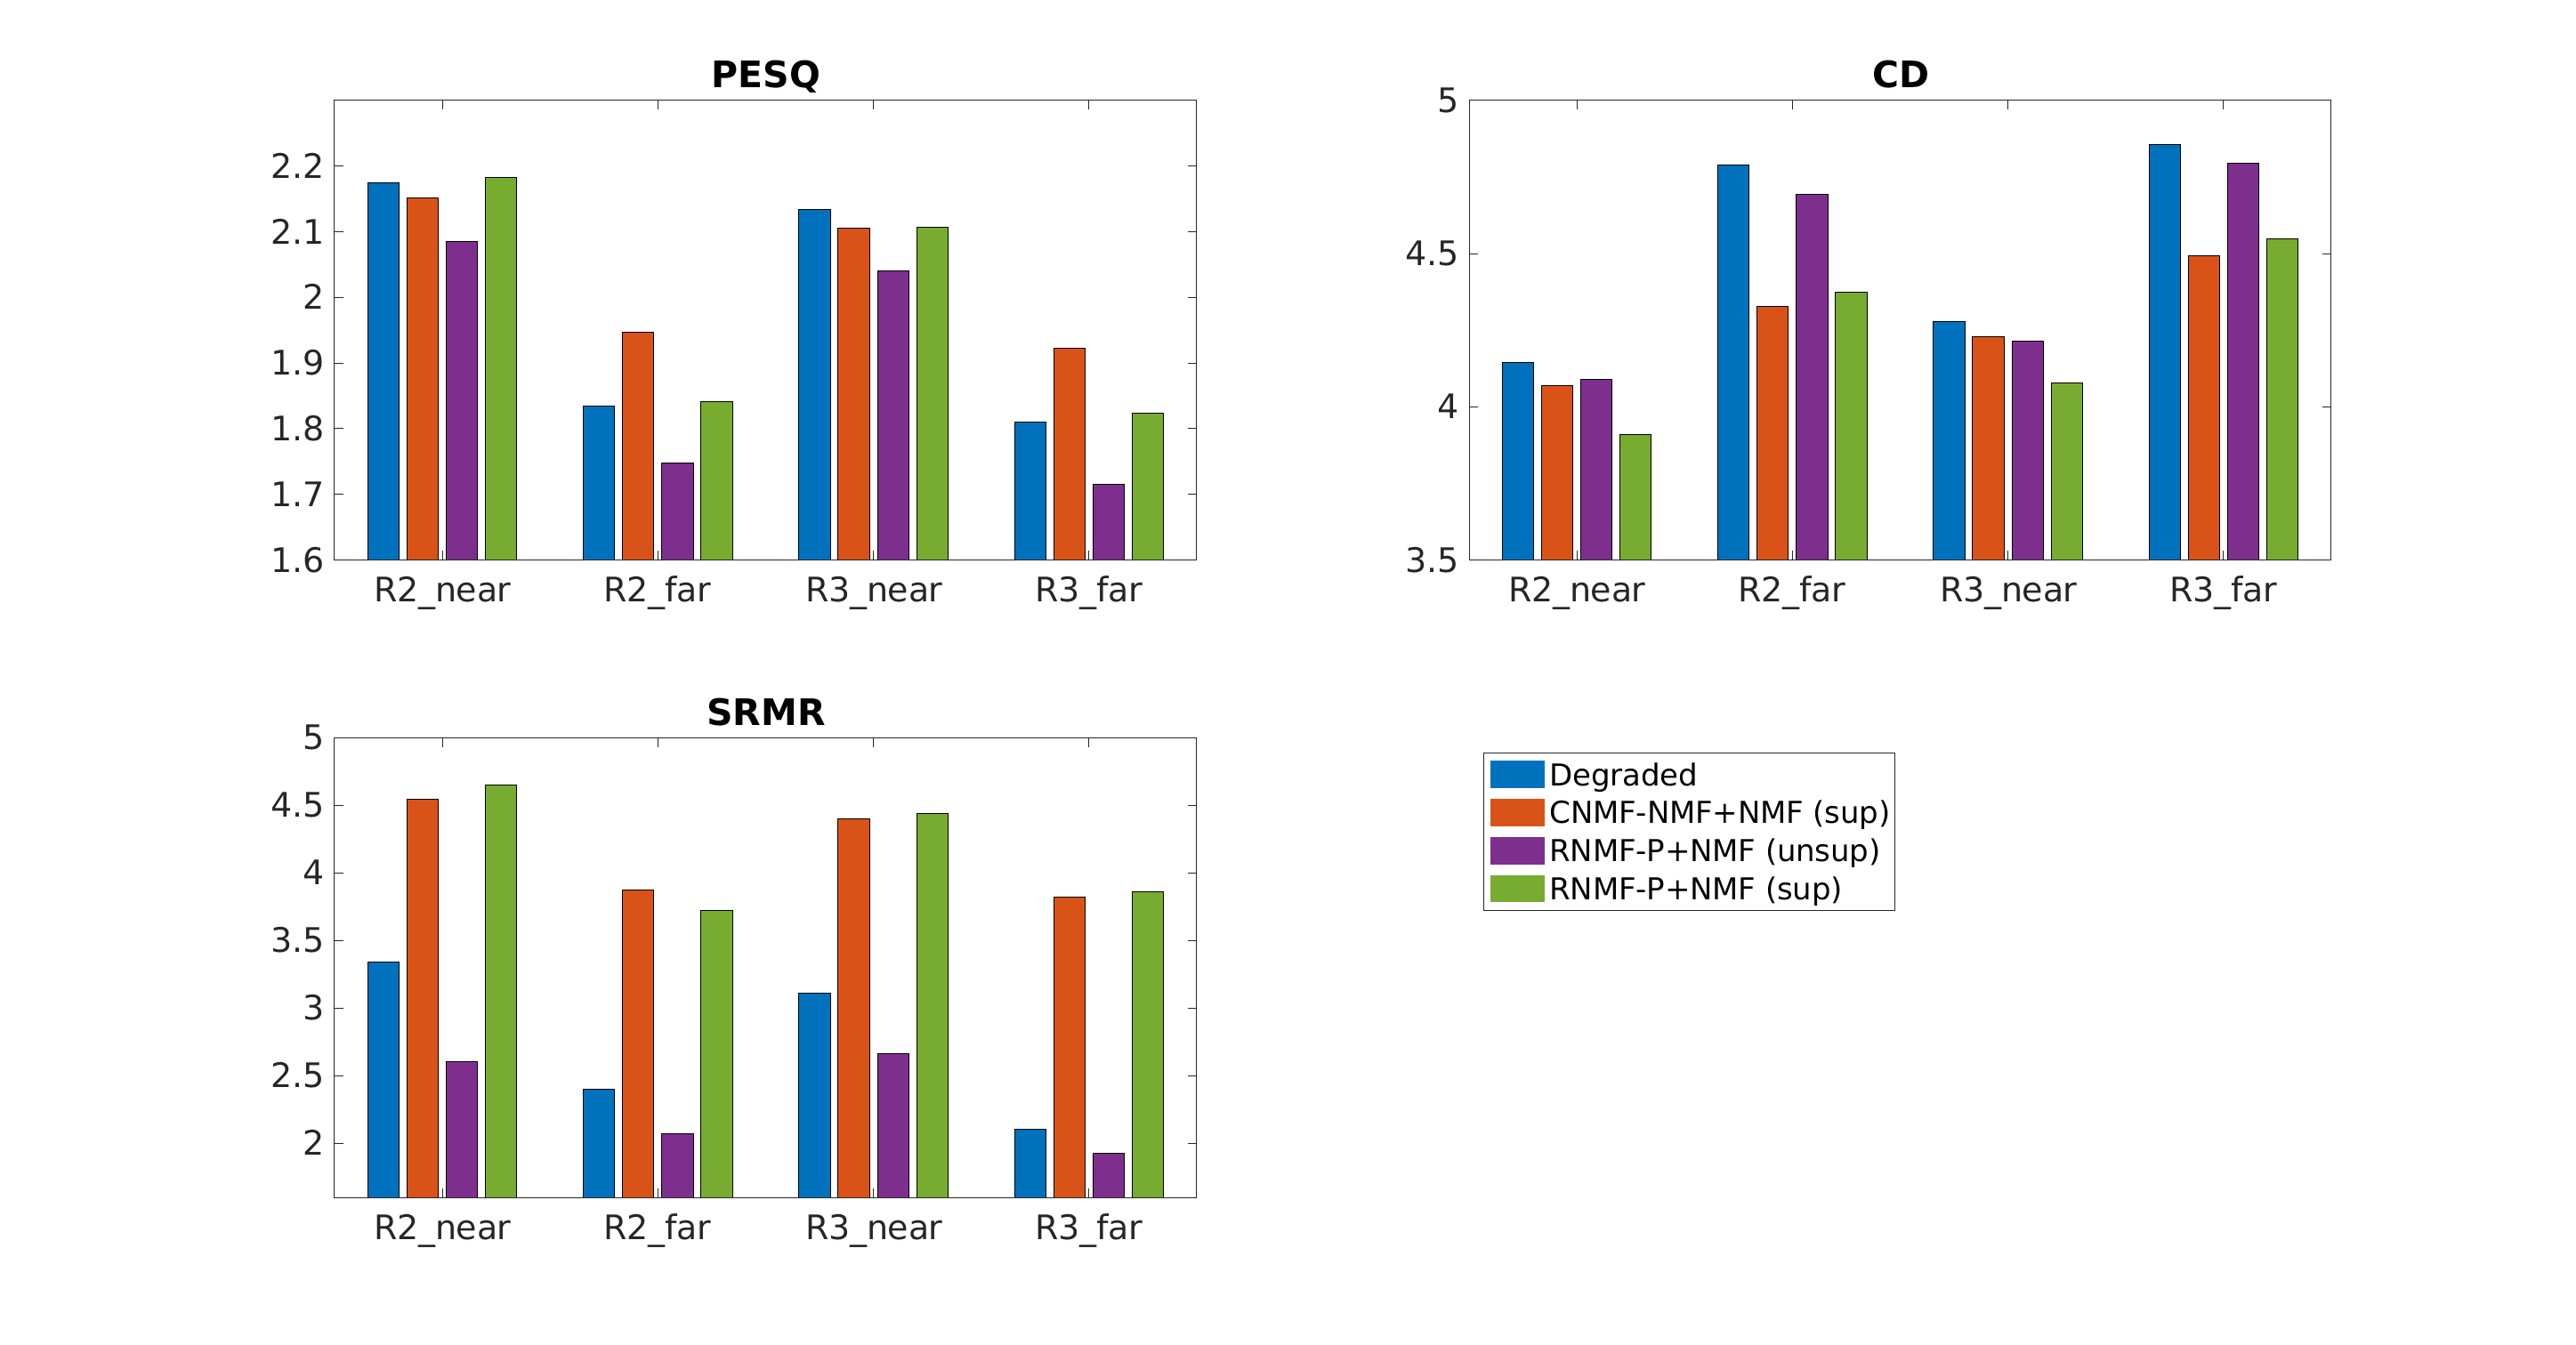 PESQ
2.2
2.1
2
1.9
1.8
1.7
1.6
R2_near R2_far R3_near R3_far
CD
5
4.5
4
3.5
R2_near R2_far R3_near R3_far
SRMR
5
4.5
4
3.5
3
2.5
2
R2_near R2_far R3_near R3_far
Degraded
CNMF-NMF+NMF (sup)
RNMF-P+NMF (unsup)
RNMF-P+NMF (sup)